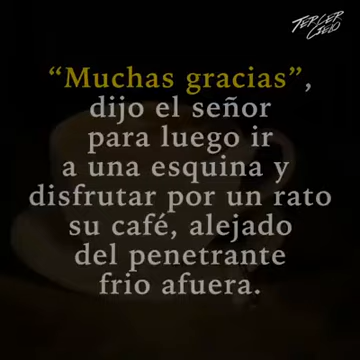 TERCER
CIELO
“Muchas gracias”,
dijo el señor
para luego ir
a una esquina y
disfrutar por un rato
su café, alejado
del penetrante
frio afuera.